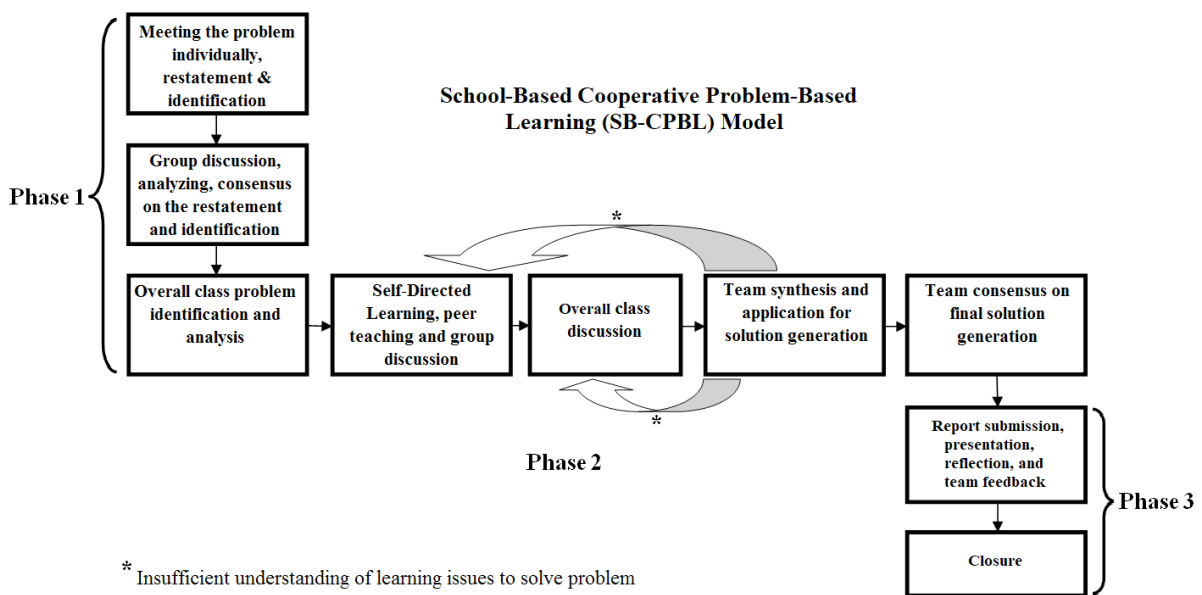 Meeting the problem
individually,
restatement &
identification
School-Based Cooperative Problem-Based
Learning (SB-CPBL) Model
Phase 1
Group discussion,
analyzing, consensus
on the restatement
and identification
*
Overall class problem
identification and
analysis
Self-Directed
Learning, peer
teaching and group
discussion
Overall class
discussion
Team synthesis and
application for
solution generation
Team consensus on
final solution
generation
*
Phase 2
Report submission,
presentation,
reflection, and
team feedback
Phase 3
Closure
* Insufficient understanding of learning issues to solve problem